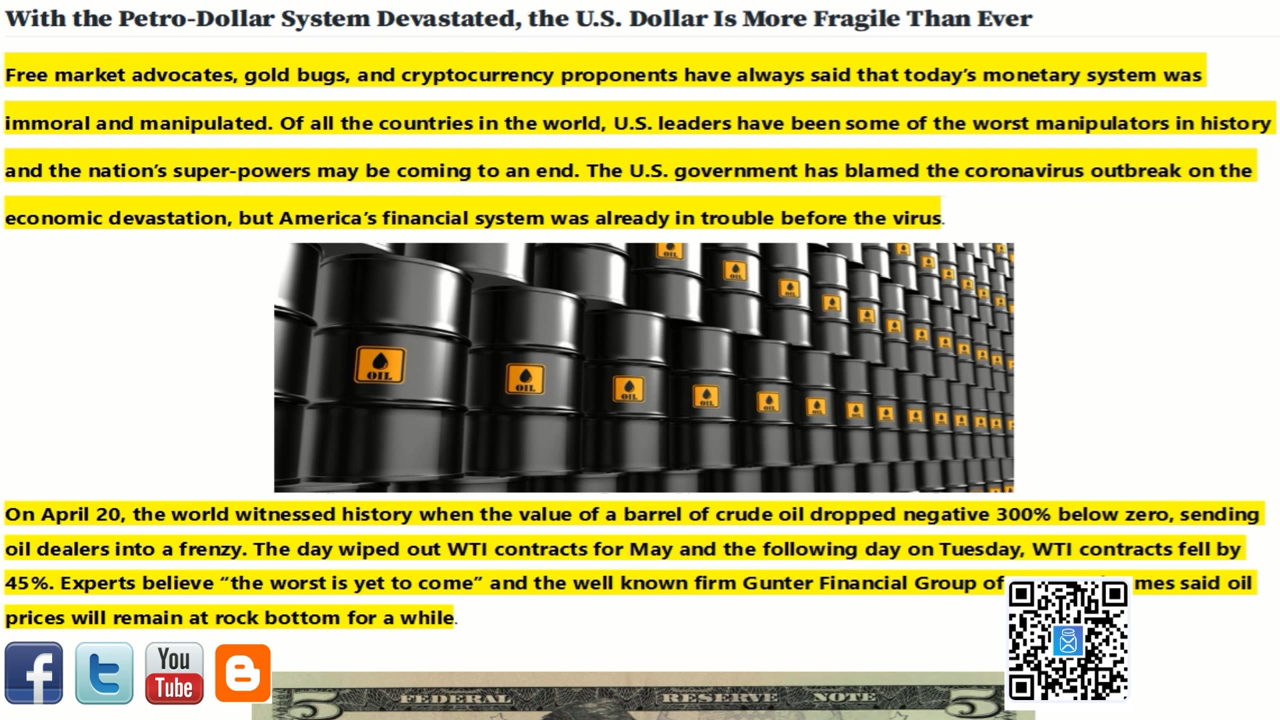 With the Petro-Dollar System Devastated, the U.S. Dollar Is More Fragile Than Ever
Free market advocates, gold bugs, and cryptocurrency proponents have always said that today's monetary system was
immoral and manipulated. Of all the countries in the world, U.S. leaders have been some of the worst manipulators in history
and the nation's super-powers may be coming to an end. The U.S. government has blamed the coronavirus outbreak on the
economic devastation, but America's financial system was already in trouble before the virus.
OIL OIL OIL OIL
On April 20, the world witnessed history when the value of a barrel of crude oil dropped negative 300% below zero, sending
oil dealers into a frenzy. The day wiped out WTI contracts for May and the following day on Tuesday, WTI contracts fell by
45%. Experts believe “the worst is yet to come” and the well known firm Gunter Financial Group of mes said oil
prices will remain at rock bottom for a while.
You
Tube
5 FEDERAL RESERVE NOTE 5